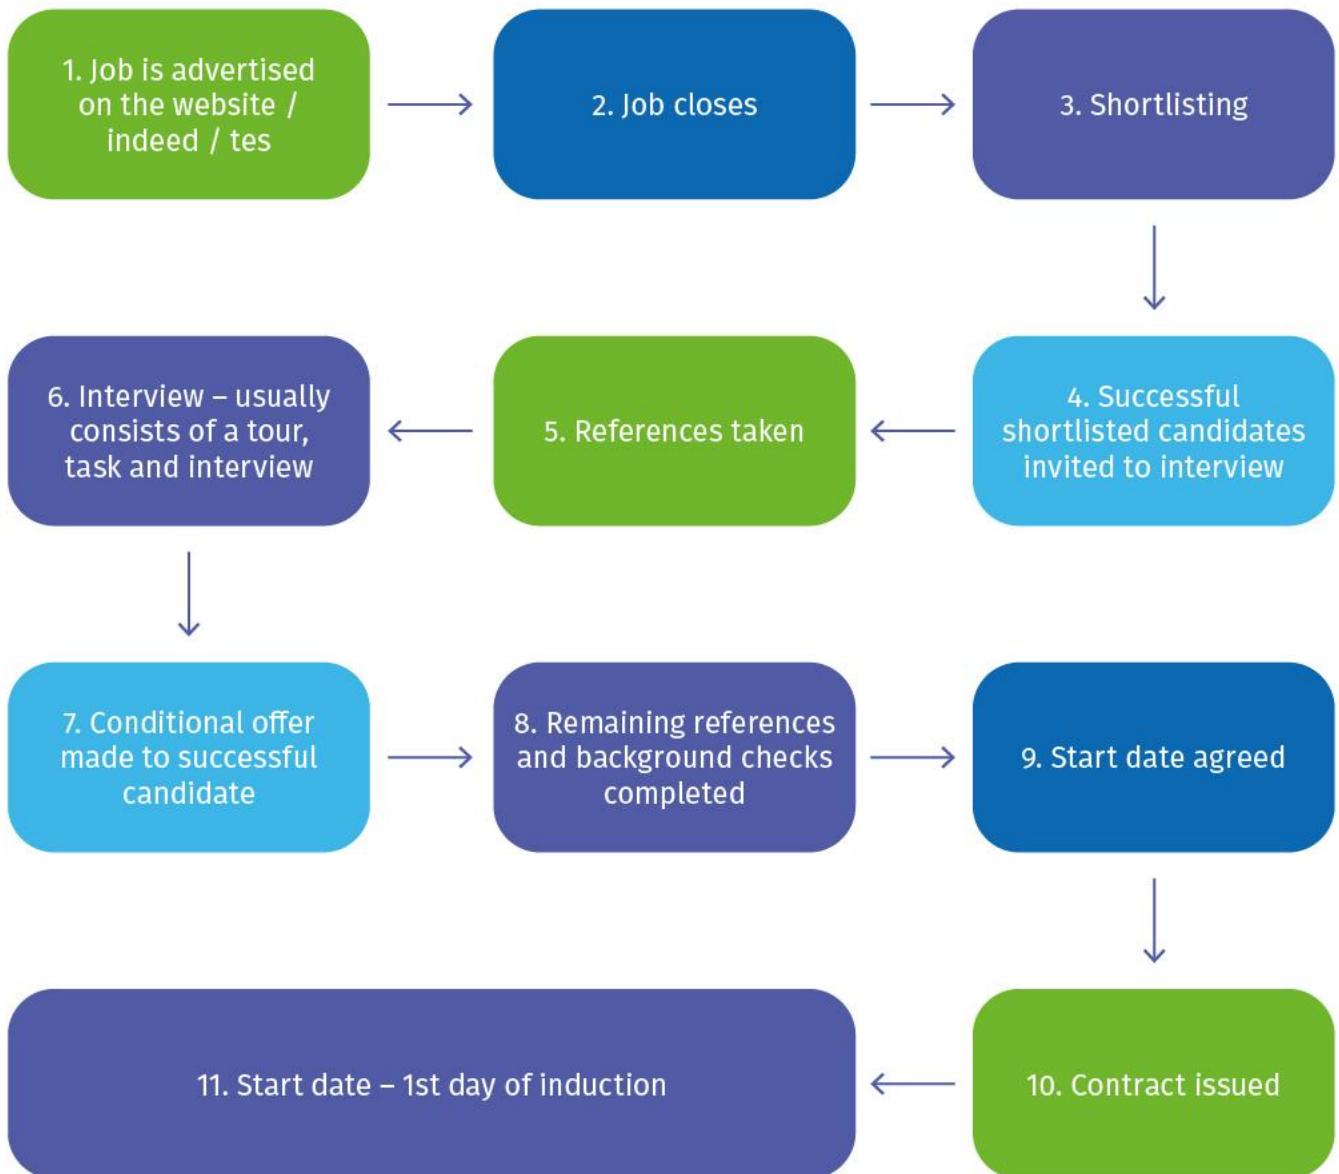 1. Job is advertised
on the website /
indeed / tes
2. Job closes
3. Shortlisting
4. Successful
shortlisted candidates
invited to interview
5. References taken
6. Interview – usually
consists of a tour,
task and interview
7. Conditional offer
made to successful
candidate
8. Remaining references
and background checks
completed
9. Start date agreed
10. Contract issued
11. Start date – 1st day of induction